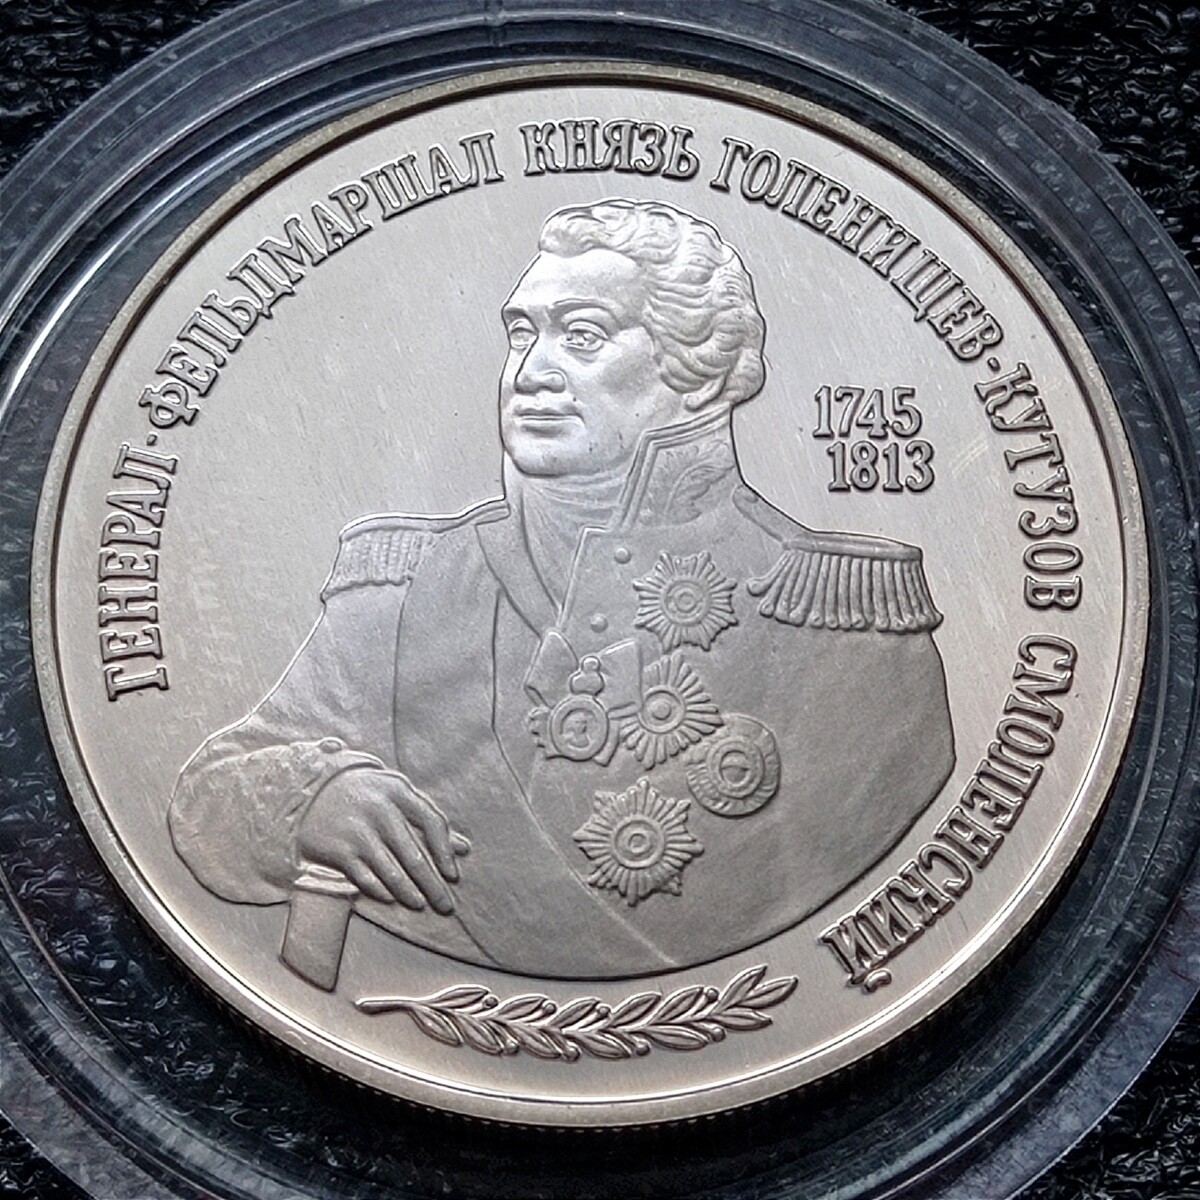 ГЕНЕРАЛ-ФЕЛЬДМАРШАЛ КНЯЗЬ ГОЛЕНИЩЕВ-КУТУЗОВ СМОЛЕНСКИЙ
1745
1813